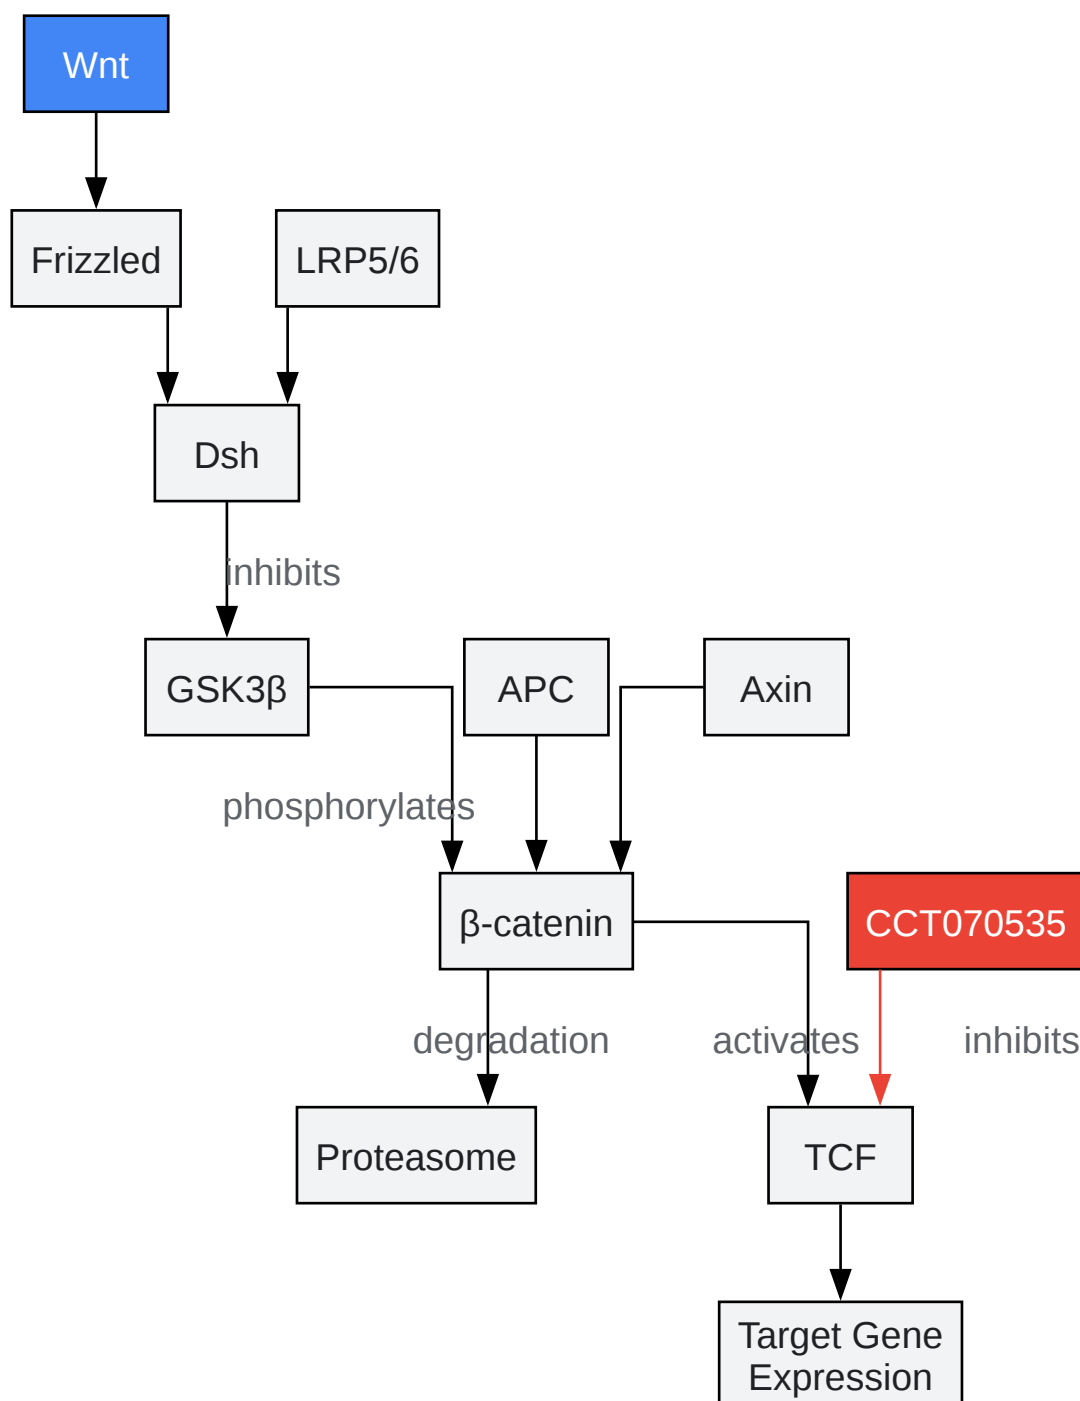 Wnt
Frizzled
LRP5/6
Dsh
inhibits
GSK3β
APC
Axin
phosphorylates
β-catenin
CCT070535
degradation
activates
inhibits
Proteasome
TCF
Target Gene
Expression